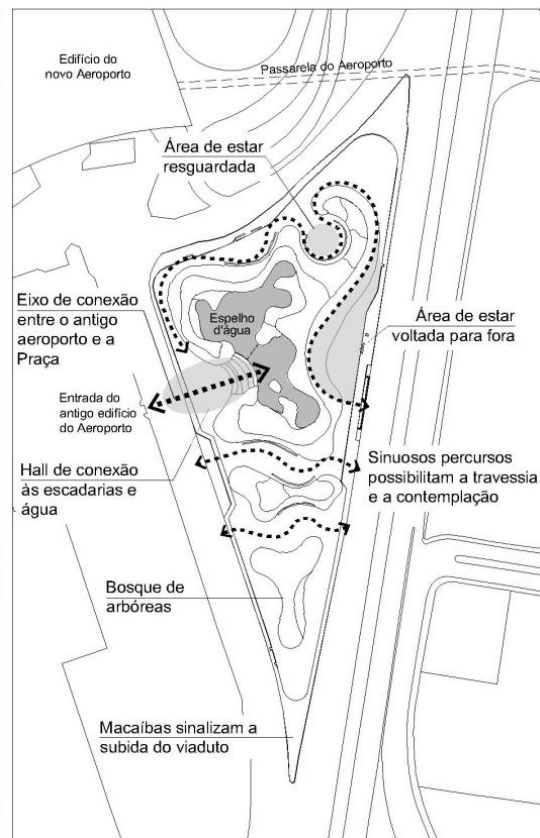 Edifício do
novo Aeroporto
Passarela do Aeroporto
Área de estar
resguardada
Eixo de conexão
entre o antigo
aeroporto e a
Praça
Espelho
d'água
Área de estar
voltada para fora
Entrada do
antigo edifício
do Aeroporto
Hall de conexão
às escadarias e
água
Sinuosos percursos
possibilitam a travessia
e a contemplação
Bosque de
arbóreas
Macaíbas sinalizam a
subida do viaduto